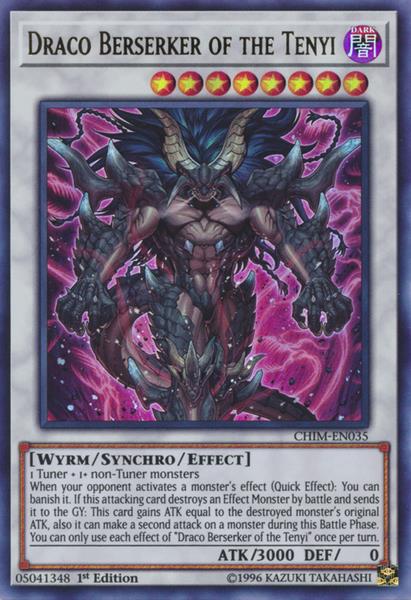 DRACO BERSERKER OF THE TENYI
DARK
闇
CHIM-EN035
[WYRM/SYNCHRO/EFFECT]
1 Tuner + 1+ non-Tuner monsters
When your opponent activates a monster's effect (Quick Effect): You can
banish it. If this attacking card destroys an Effect Monster by battle and sends
it to the GY: This card gains ATK equal to the destroyed monster's original
ATK, also it can make a second attack on a monster during this Battle Phase.
You can only use each effect of "Draco Berserker of the Tenyi" once per turn.
ATK/3000 DEF/ 0
05041348 1st Edition ©1996 KAZUKI TAKAHASHI